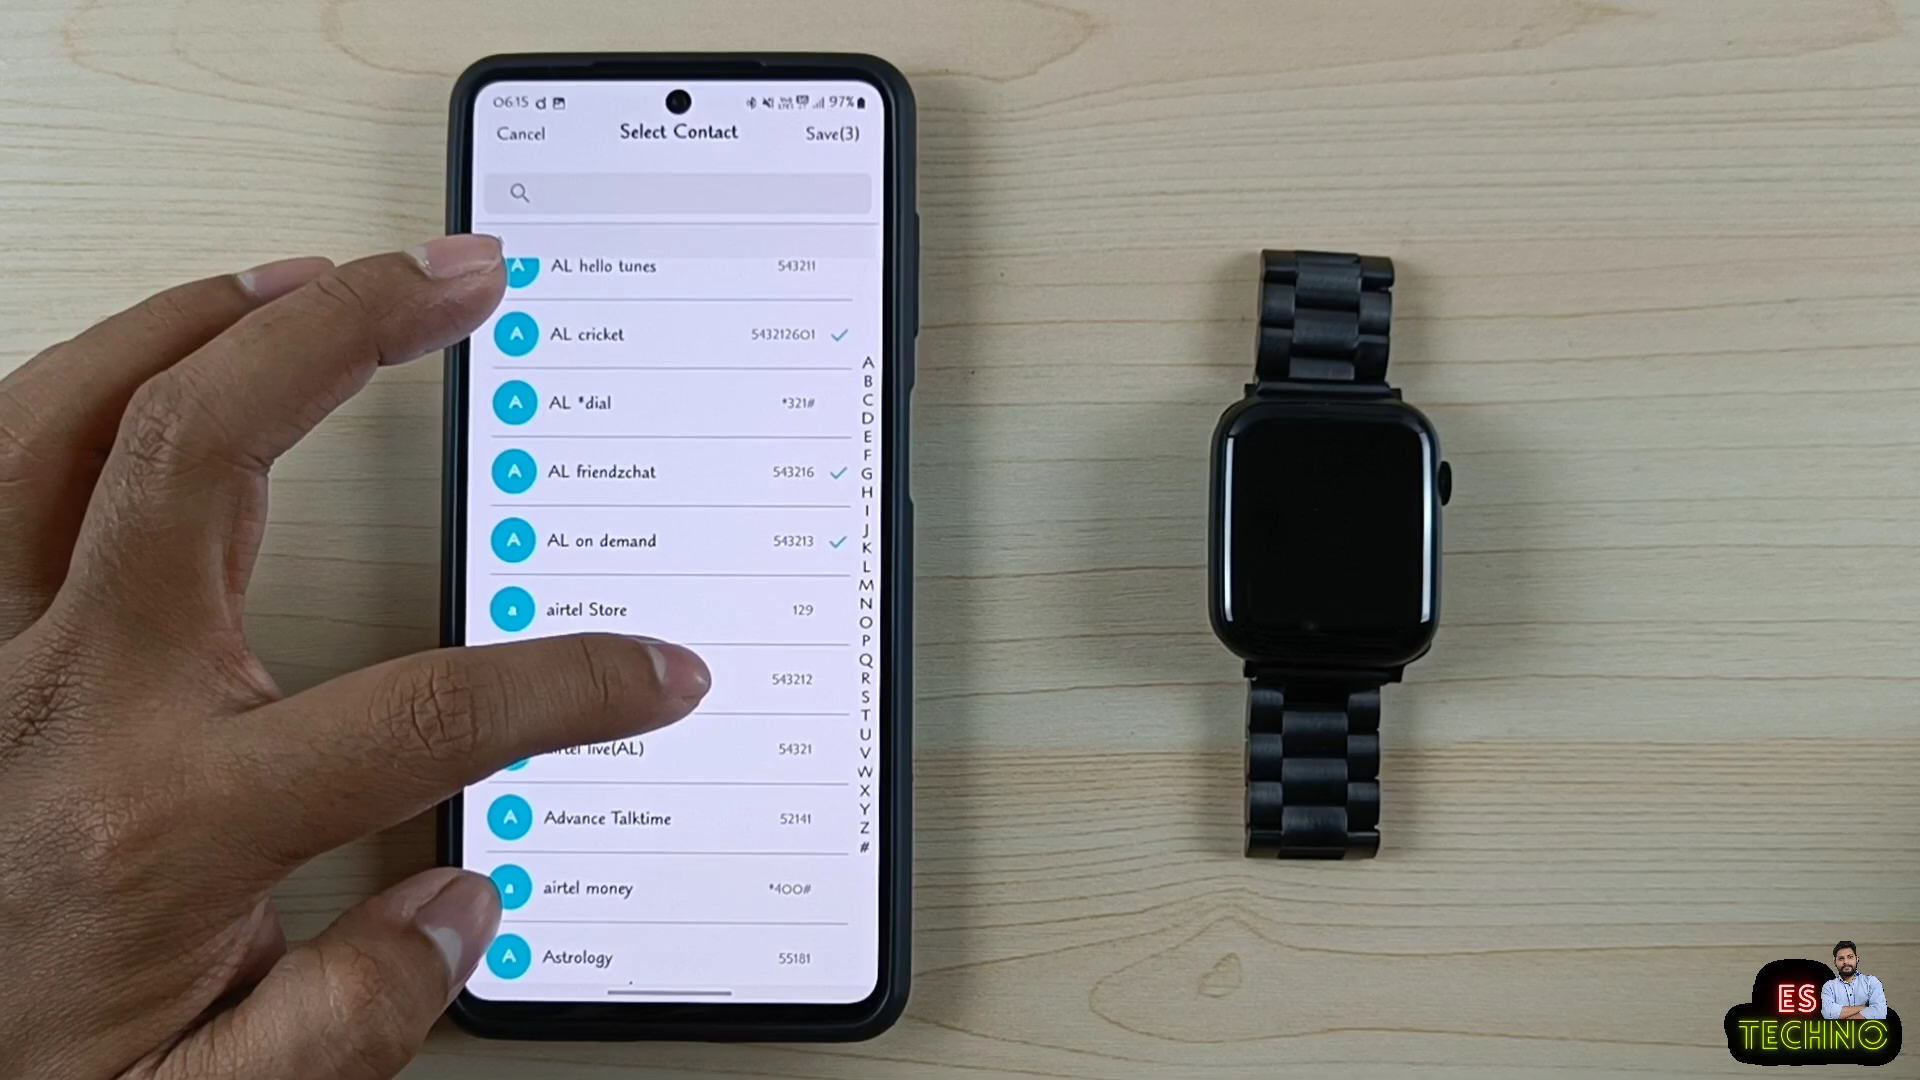 06:15 d 97%
Cancel Select Contact Save(3)
A AL hello tunes 543211
A AL cricket 543212601
A AL *dial *321#
A AL friendzchat 543216
A AL on demand 543213
a airtel Store 129
543212
live(AL) 54321
A Advance Talktime 52141
a airtel money *400#
A Astrology 55181
A
B
C
D
E
F
G
H
I
J
K
L
M
N
O
P
Q
R
S
T
U
V
W
X
Y
Z
#
ES
TECHNO